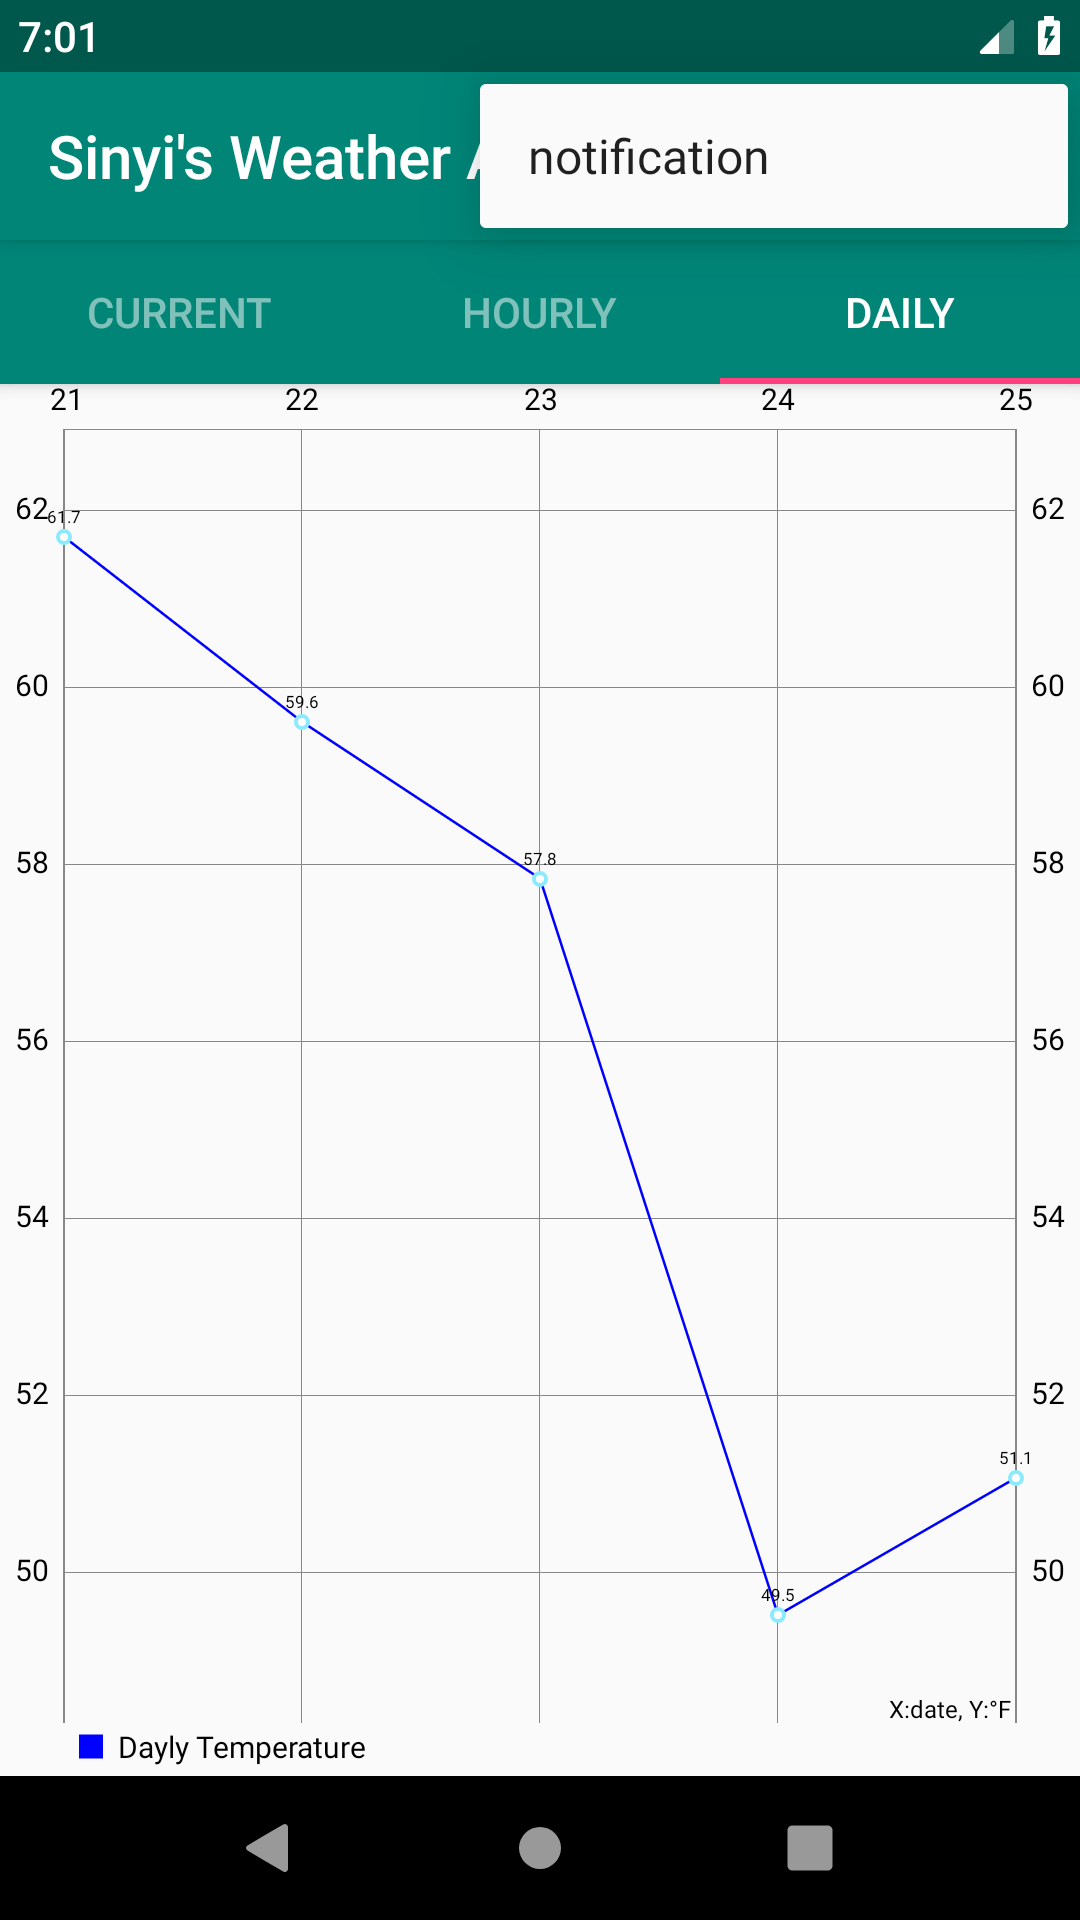 7:01
Sinyi's Weather
notification
CURRENT HOURLY DAILY
21 22 23 24 25
62 61.7 62
60 60
59.6
57.8
58 58
56 56
54 54
52 52
51.1
50 50
49.5
X:date, Y:°F
Dayly Temperature